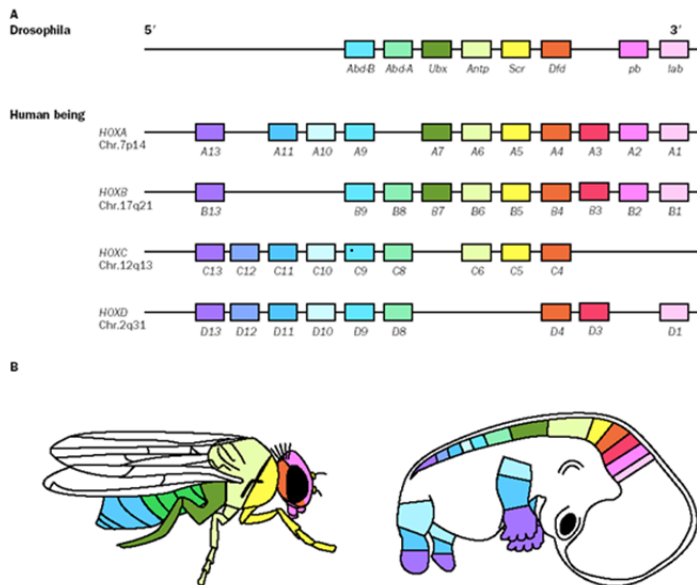 A
Drosophila 5′ 3′
Abd-B Abd-A Ubx Antp Scr Dfd pb lab
Human being
HOXA
Chr.7p14
A13 A11 A10 A9 A7 A6 A5 A4 A3 A2 A1
HOXB
Chr.17q21
B13 B9 B8 B7 B6 B5 B4 B3 B2 B1
HOXC
Chr.12q13
C13 C12 C11 C10 C9 C8 C6 C5 C4
HOXD
Chr.2q31
D13 D12 D11 D10 D9 D8 D4 D3 D1
B